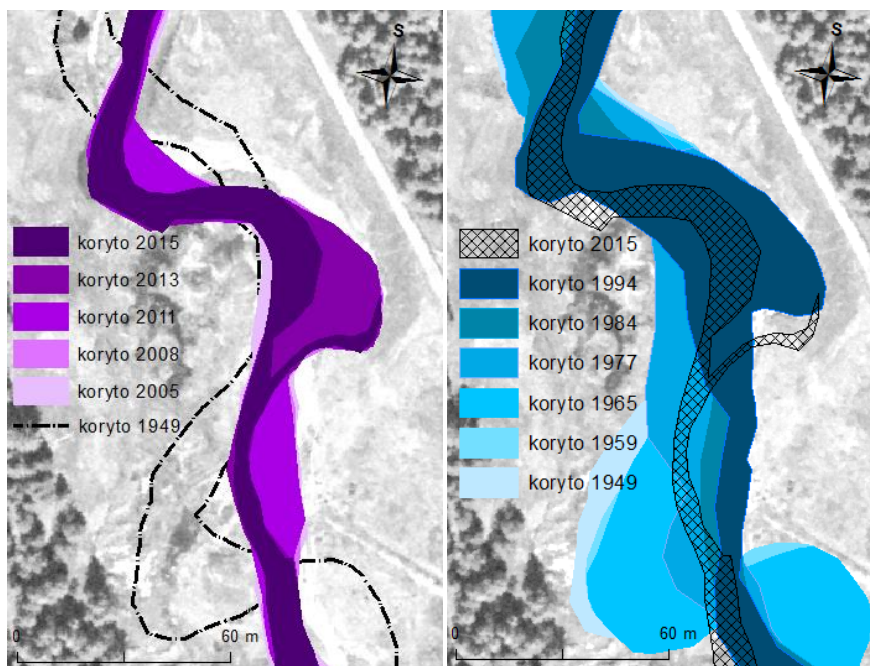 S
koryto 2015
koryto 2013
koryto 2011
koryto 2008
koryto 2005
koryto 1949
0
60 m
S
koryto 2015
koryto 1994
koryto 1984
koryto 1977
koryto 1965
koryto 1959
koryto 1949
0
60 m